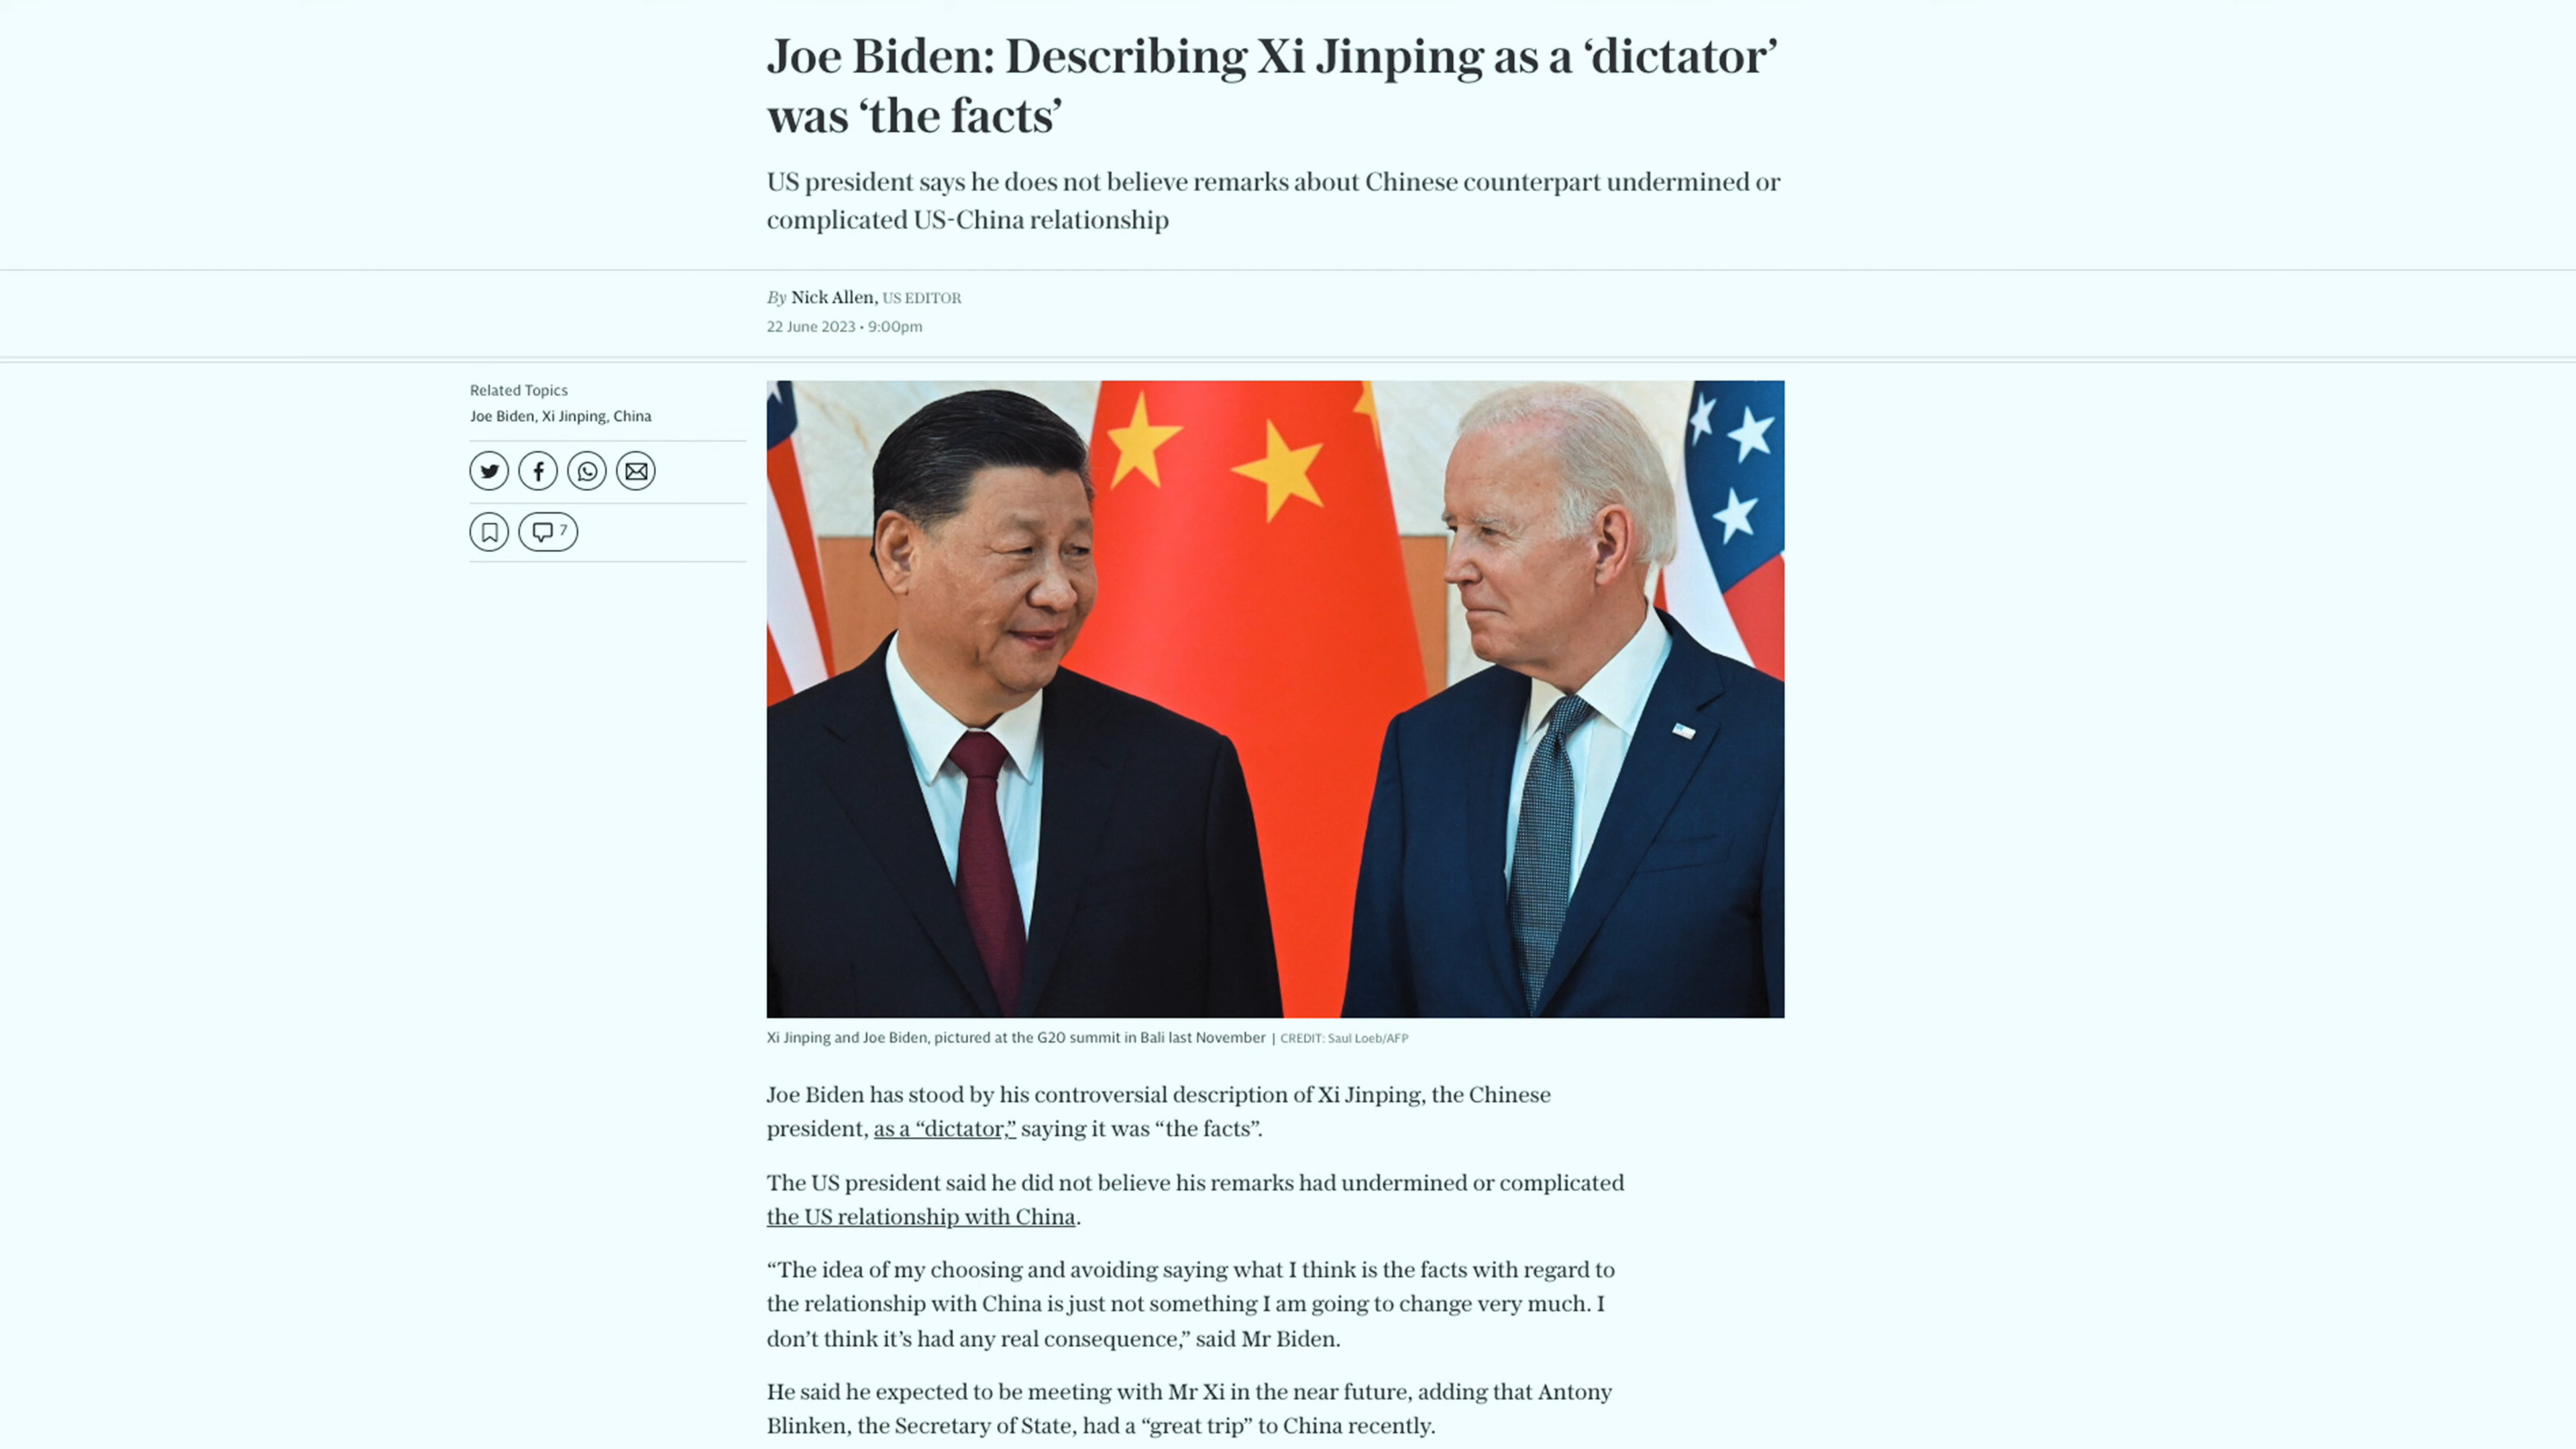 Joe Biden: Describing Xi Jinping as a ‘dictator’
was ‘the facts’
US president says he does not believe remarks about Chinese counterpart undermined or
complicated US-China relationship
By Nick Allen, US EDITOR
22 June 2023 • 9:00pm
Related Topics
Joe Biden, Xi Jinping, China
7
Xi Jinping and Joe Biden, pictured at the G20 summit in Bali last November | CREDIT: Saul Loeb/AFP
Joe Biden has stood by his controversial description of Xi Jinping, the Chinese
president, as a “dictator,” saying it was “the facts”.
The US president said he did not believe his remarks had undermined or complicated
the US relationship with China.
“The idea of my choosing and avoiding saying what I think is the facts with regard to
the relationship with China is just not something I am going to change very much. I
don’t think it’s had any real consequence,” said Mr Biden.
He said he expected to be meeting with Mr Xi in the near future, adding that Antony
Blinken, the Secretary of State, had a “great trip” to China recently.